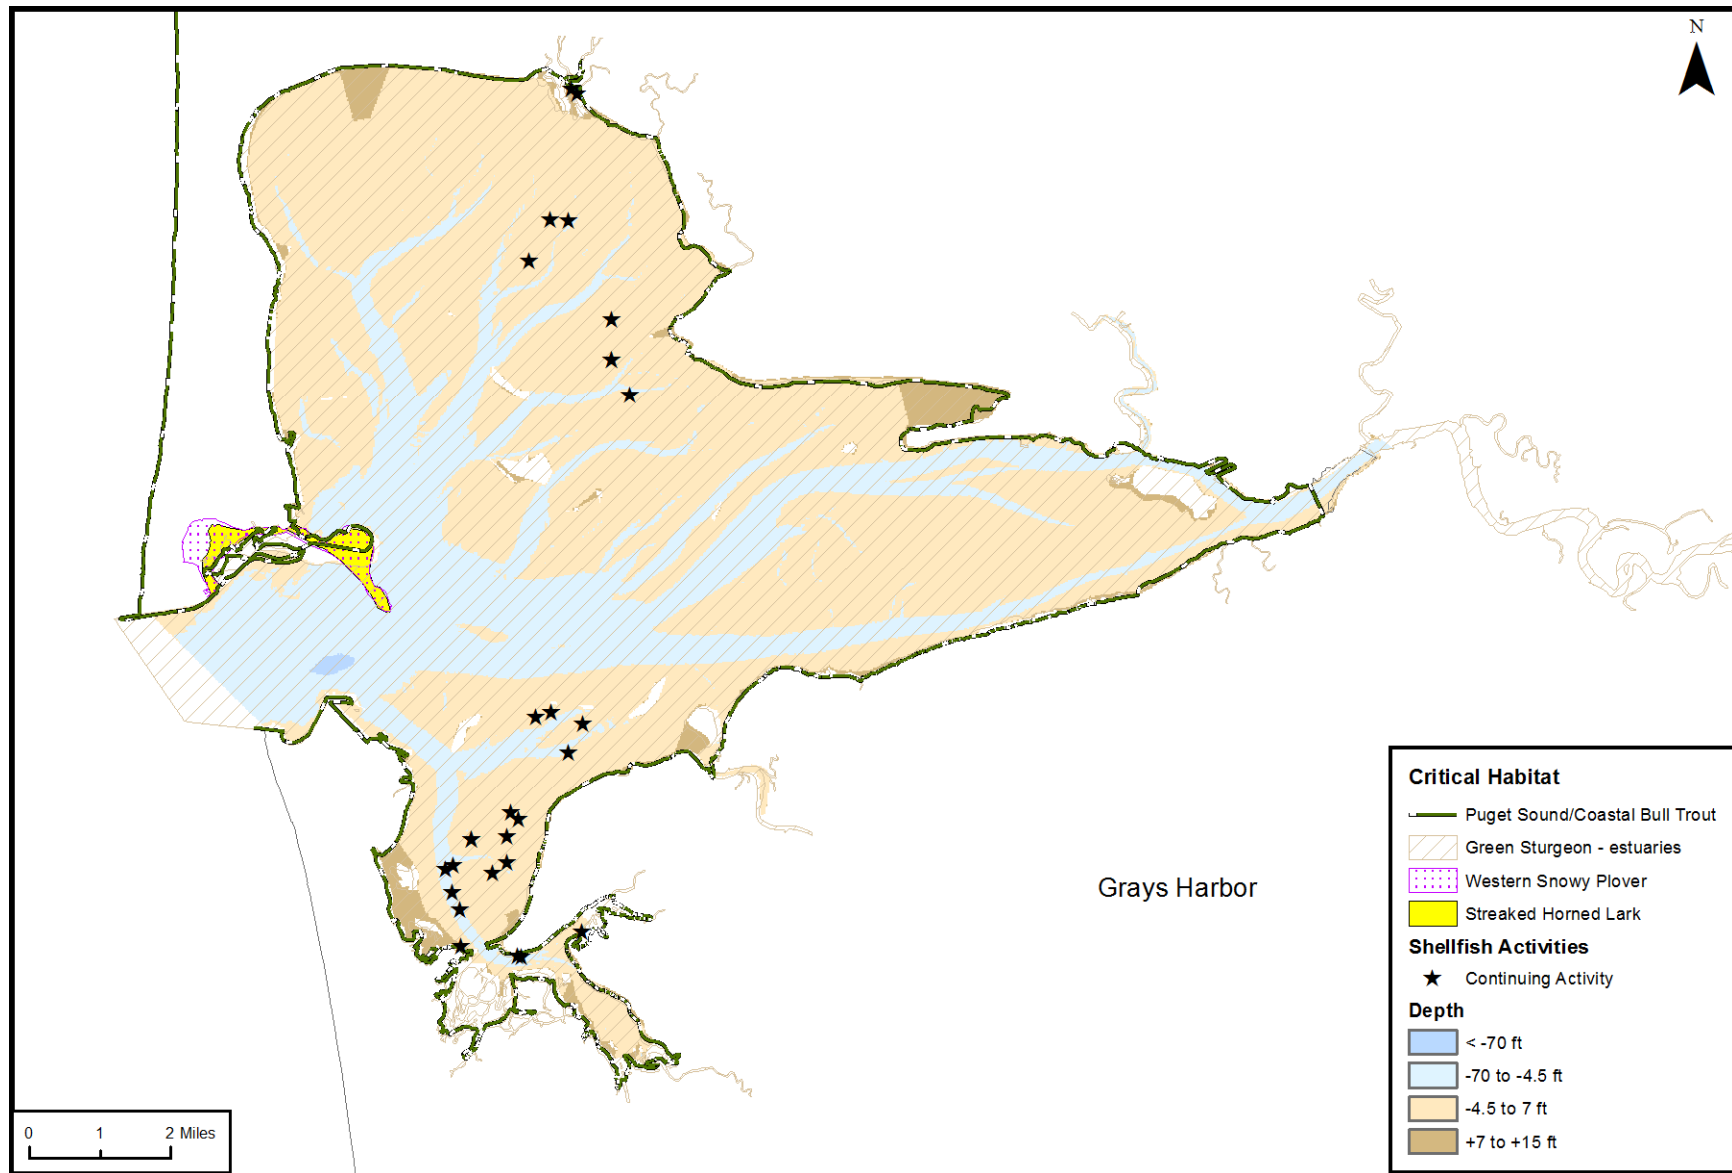 N
Grays Harbor
Critical Habitat
Puget Sound/Coastal Bull Trout
Green Sturgeon - estuaries
Western Snowy Plover
Streaked Horned Lark
Shellfish Activities
Continuing Activity
Depth
< -70 ft
-70 to -4.5 ft
-4.5 to 7 ft
+7 to +15 ft
0 1 2 Miles